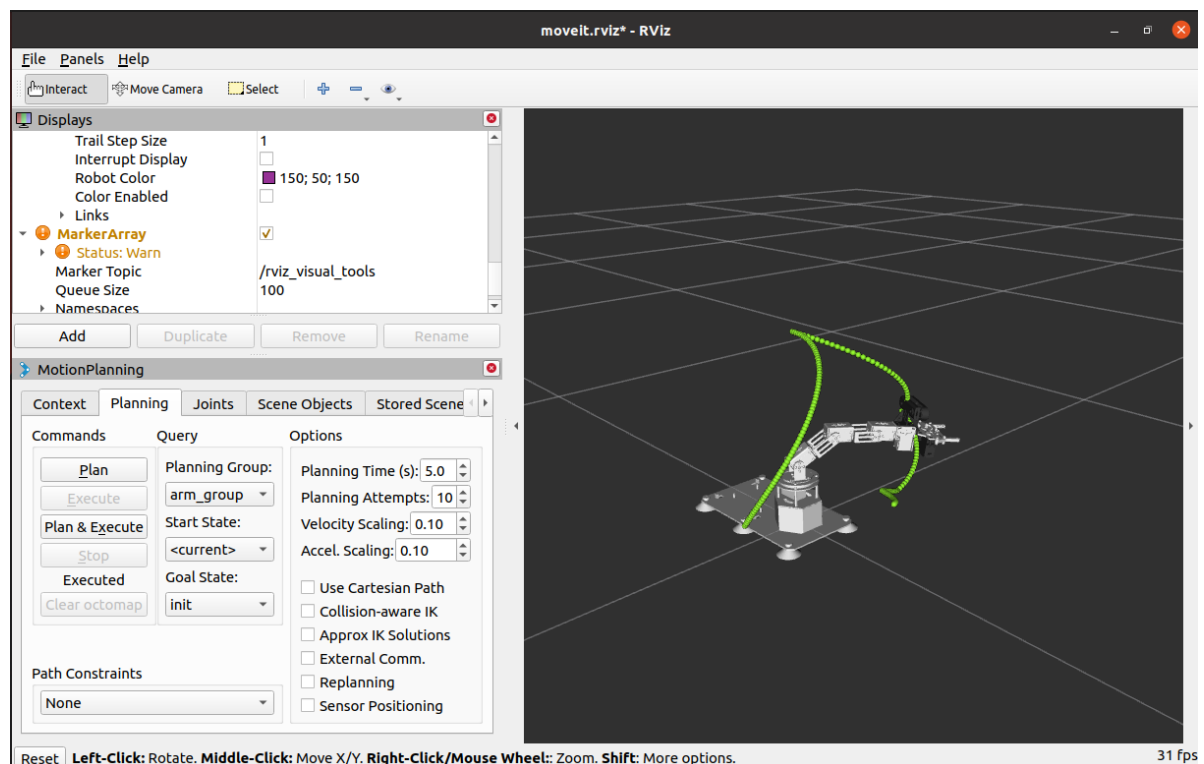 moveit.rviz* - RViz
File Panels Help
Interact Move Camera Select
Displays
Trail Step Size 1
Interrupt Display
Robot Color 150; 50; 150
Color Enabled
Links
MarkerArray
Status: Warn
Marker Topic /rviz_visual_tools
Queue Size 100
Namespaces
Add Duplicate Remove Rename
MotionPlanning
Context Planning Joints Scene Objects Stored Scene
Commands Query Options
Plan Planning Group: Planning Time (s): 5.0
Execute arm_group Planning Attempts: 10
Plan & Execute Start State: Velocity Scaling: 0.10
Stop <current> Accel. Scaling: 0.10
Executed Goal State: Use Cartesian Path
Clear octomap init Collision-aware IK
Approx IK Solutions
External Comm.
Path Constraints Replanning
None Sensor Positioning
Reset Left-Click: Rotate. Middle-Click: Move X/Y. Right-Click/Mouse Wheel:: Zoom. Shift: More options. 31 fps